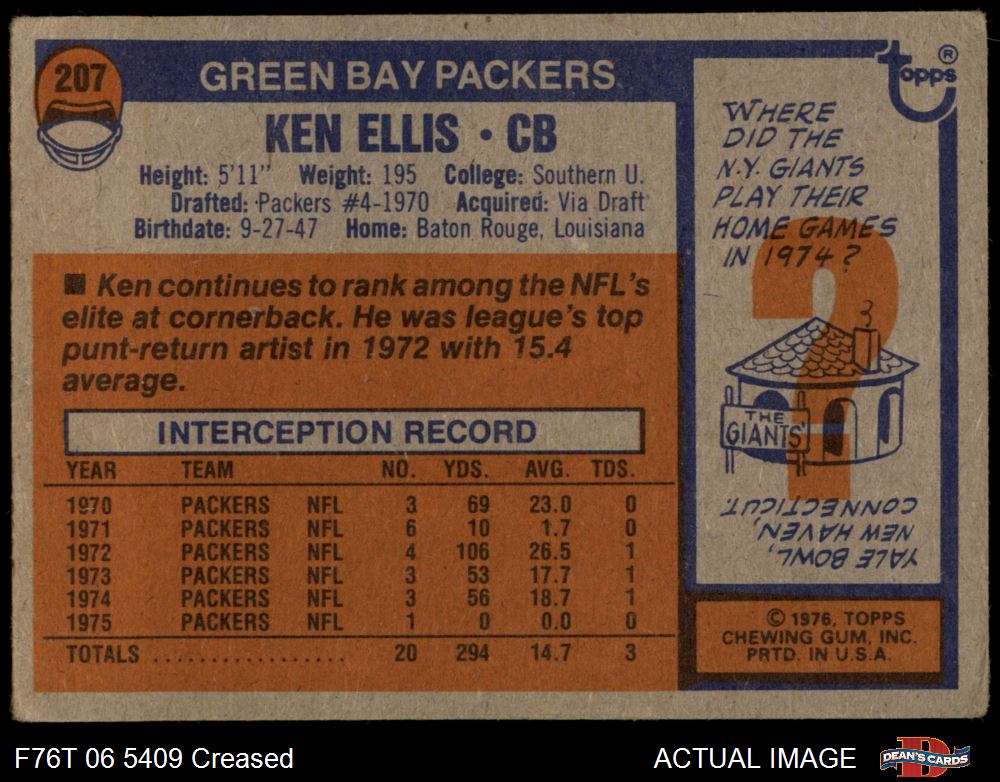 207
GREEN BAY PACKERS
KEN ELLIS · CB
Height: 5'11" Weight: 195 College: Southern U.
Drafted: Packers #4-1970 Acquired: Via Draft
Birthdate: 9-27-47 Home: Baton Rouge, Louisiana
■ Ken continues to rank among the NFL's
elite at cornerback. He was league's top
punt-return artist in 1972 with 15.4
average.
INTERCEPTION RECORD
YEAR TEAM NO. YDS. AVG. TDS.
1970 PACKERS NFL 3 69 23.0 0
1971 PACKERS NFL 6 10 1.7 0
1972 PACKERS NFL 4 106 26.5 1
1973 PACKERS NFL 3 53 17.7 1
1974 PACKERS NFL 3 56 18.7 1
1975 PACKERS NFL 1 0 0.0 0
TOTALS .................. 20 294 14.7 3
topps®
WHERE
DID THE
N.Y. GIANTS
PLAY THEIR
HOME GAMES
IN 1974?
?
THE
GIANTS'
YALE BOWL,
NEW HAVEN,
CONNECTICUT.
© 1976, TOPPS
CHEWING GUM, INC.
PRTD. IN U.S.A.
F76T 06 5409 Creased
ACTUAL IMAGE
DEAN'S CARDS